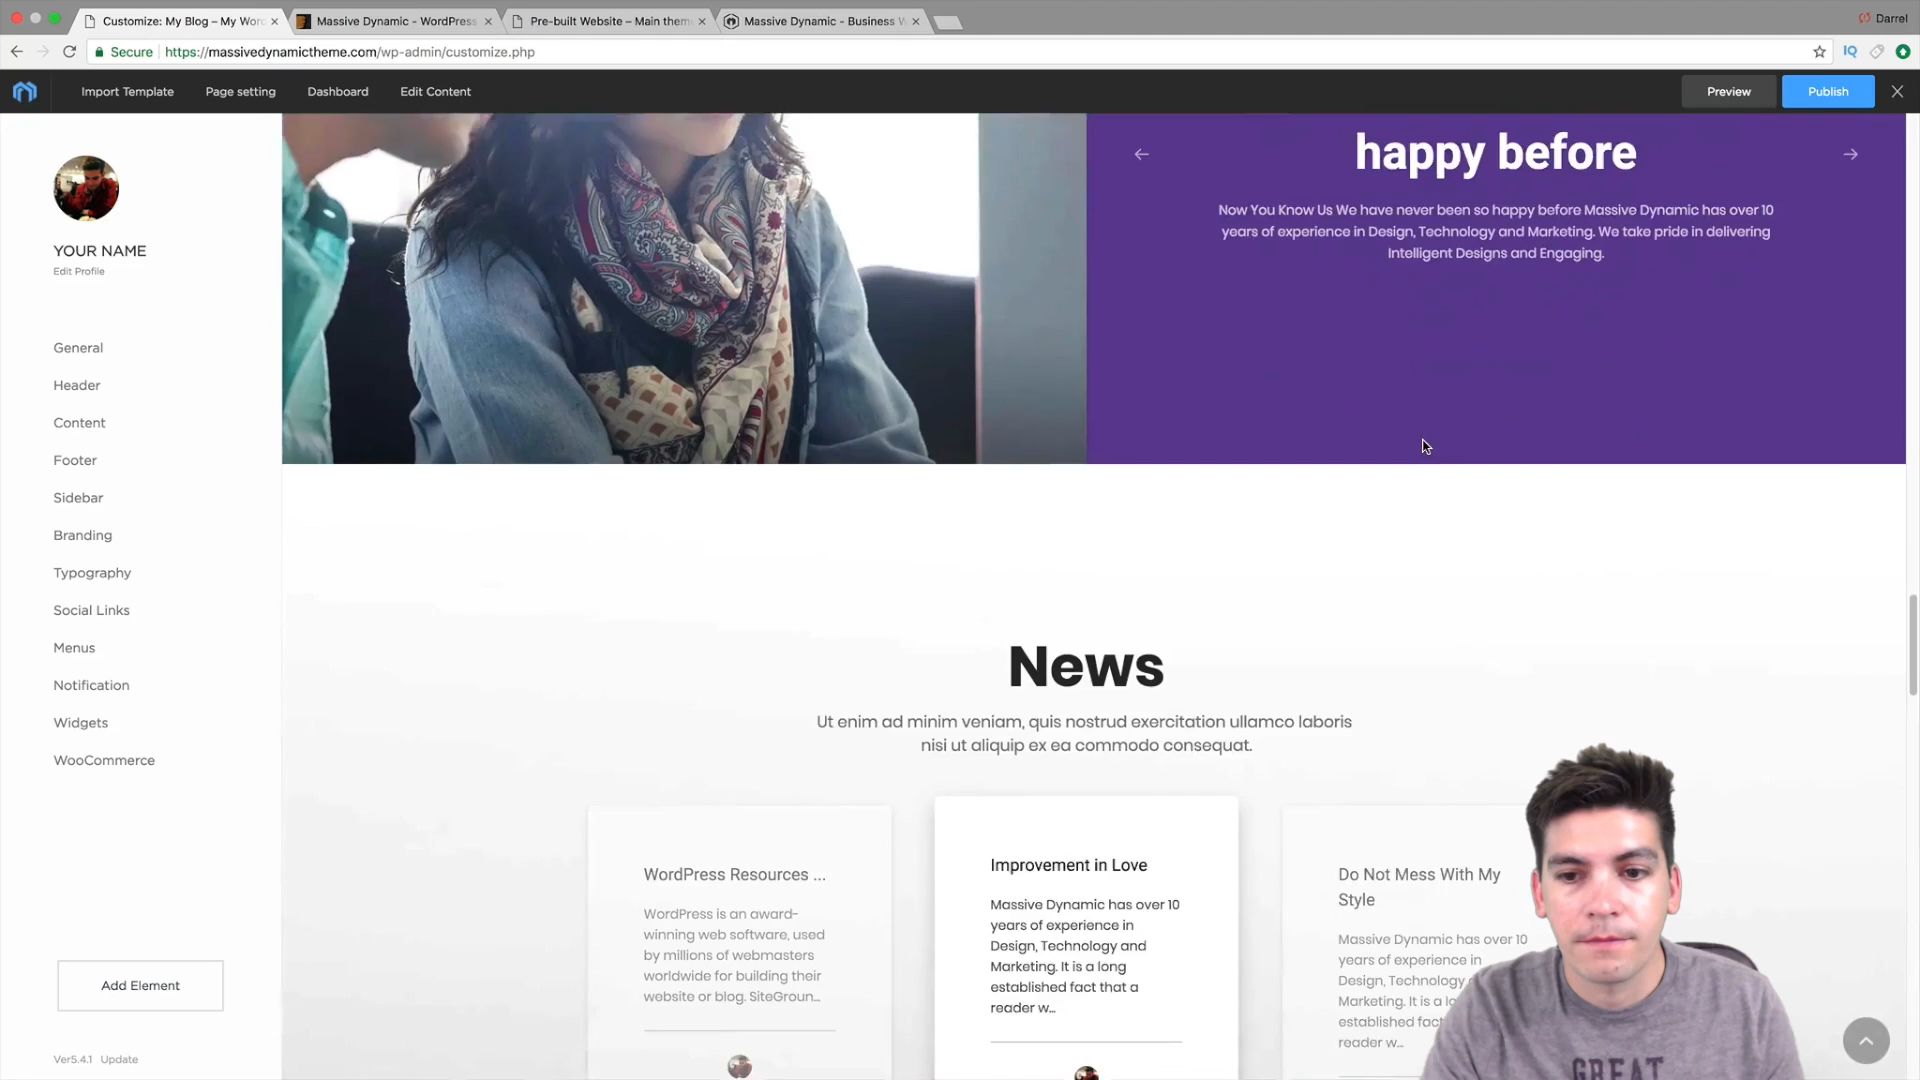 Customize: My Blog – My Wor
Massive Dynamic - WordPress
Pre-built Website – Main them
Massive Dynamic - Business W
Darrel
Secure
https://massivedynamictheme.com/wp-admin/customize.php
IQ
Import Template
Page setting
Dashboard
Edit Content
Preview
Publish
YOUR NAME
Edit Profile
General
Header
Content
Footer
Sidebar
Branding
Typography
Social Links
Menus
Notification
Widgets
WooCommerce
Add Element
Ver5.4.1 Update
happy before
Now You Know Us We have never been so happy before Massive Dynamic has over 10
years of experience in Design, Technology and Marketing. We take pride in delivering
Intelligent Designs and Engaging.
News
Ut enim ad minim veniam, quis nostrud exercitation ullamco laboris
nisi ut aliquip ex ea commodo consequat.
WordPress Resources ...
WordPress is an award-
winning web software, used
by millions of webmasters
worldwide for building their
website or blog. SiteGroun...
Improvement in Love
Massive Dynamic has over 10
years of experience in
Design, Technology and
Marketing. It is a long
established fact that a
reader w...
Do Not Mess With My
Style
Massive Dynamic has over 10
years of experience in
Design, Technology
Marketing. It is a lo
established fact
reader w...
GREAT